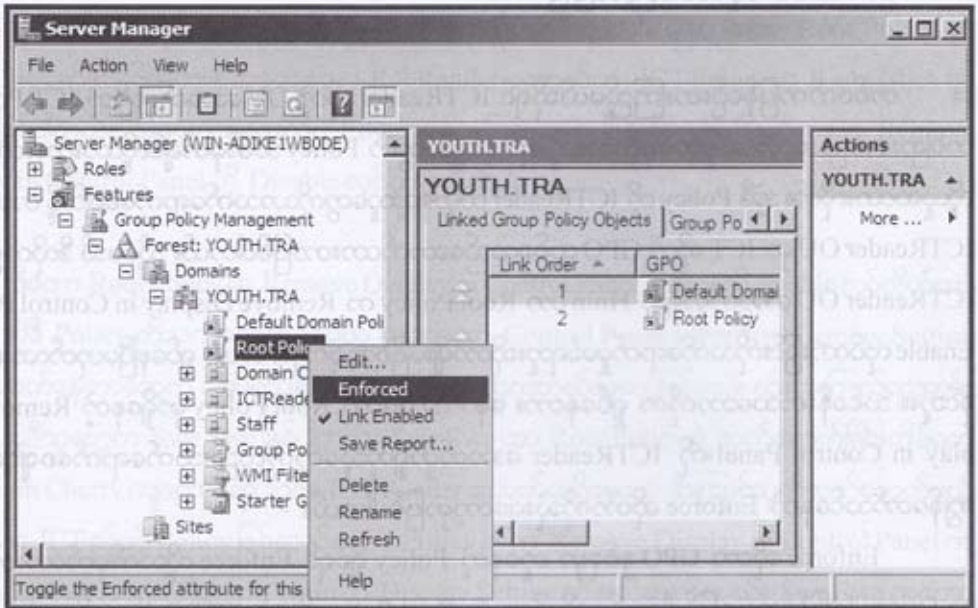 Server Manager
File Action View Help
Server Manager (WIN-ADIKE1WB0DE)
Roles
Features
Group Policy Management
Forest: YOUTH.TRA
Domains
YOUTH.TRA
Default Domain Poli
Root Polic
Domain C
ICTReade
Staff
Group Po
WMI Filte
Starter G
Sites
Edit...
Enforced
Link Enabled
Save Report...
Delete
Rename
Refresh
Help
YOUTH.TRA
YOUTH.TRA
Linked Group Policy Objects Group Po
Link Order GPO
1 Default Domai
2 Root Policy
Actions
YOUTH.TRA
More ...
Toggle the Enforced attribute for this